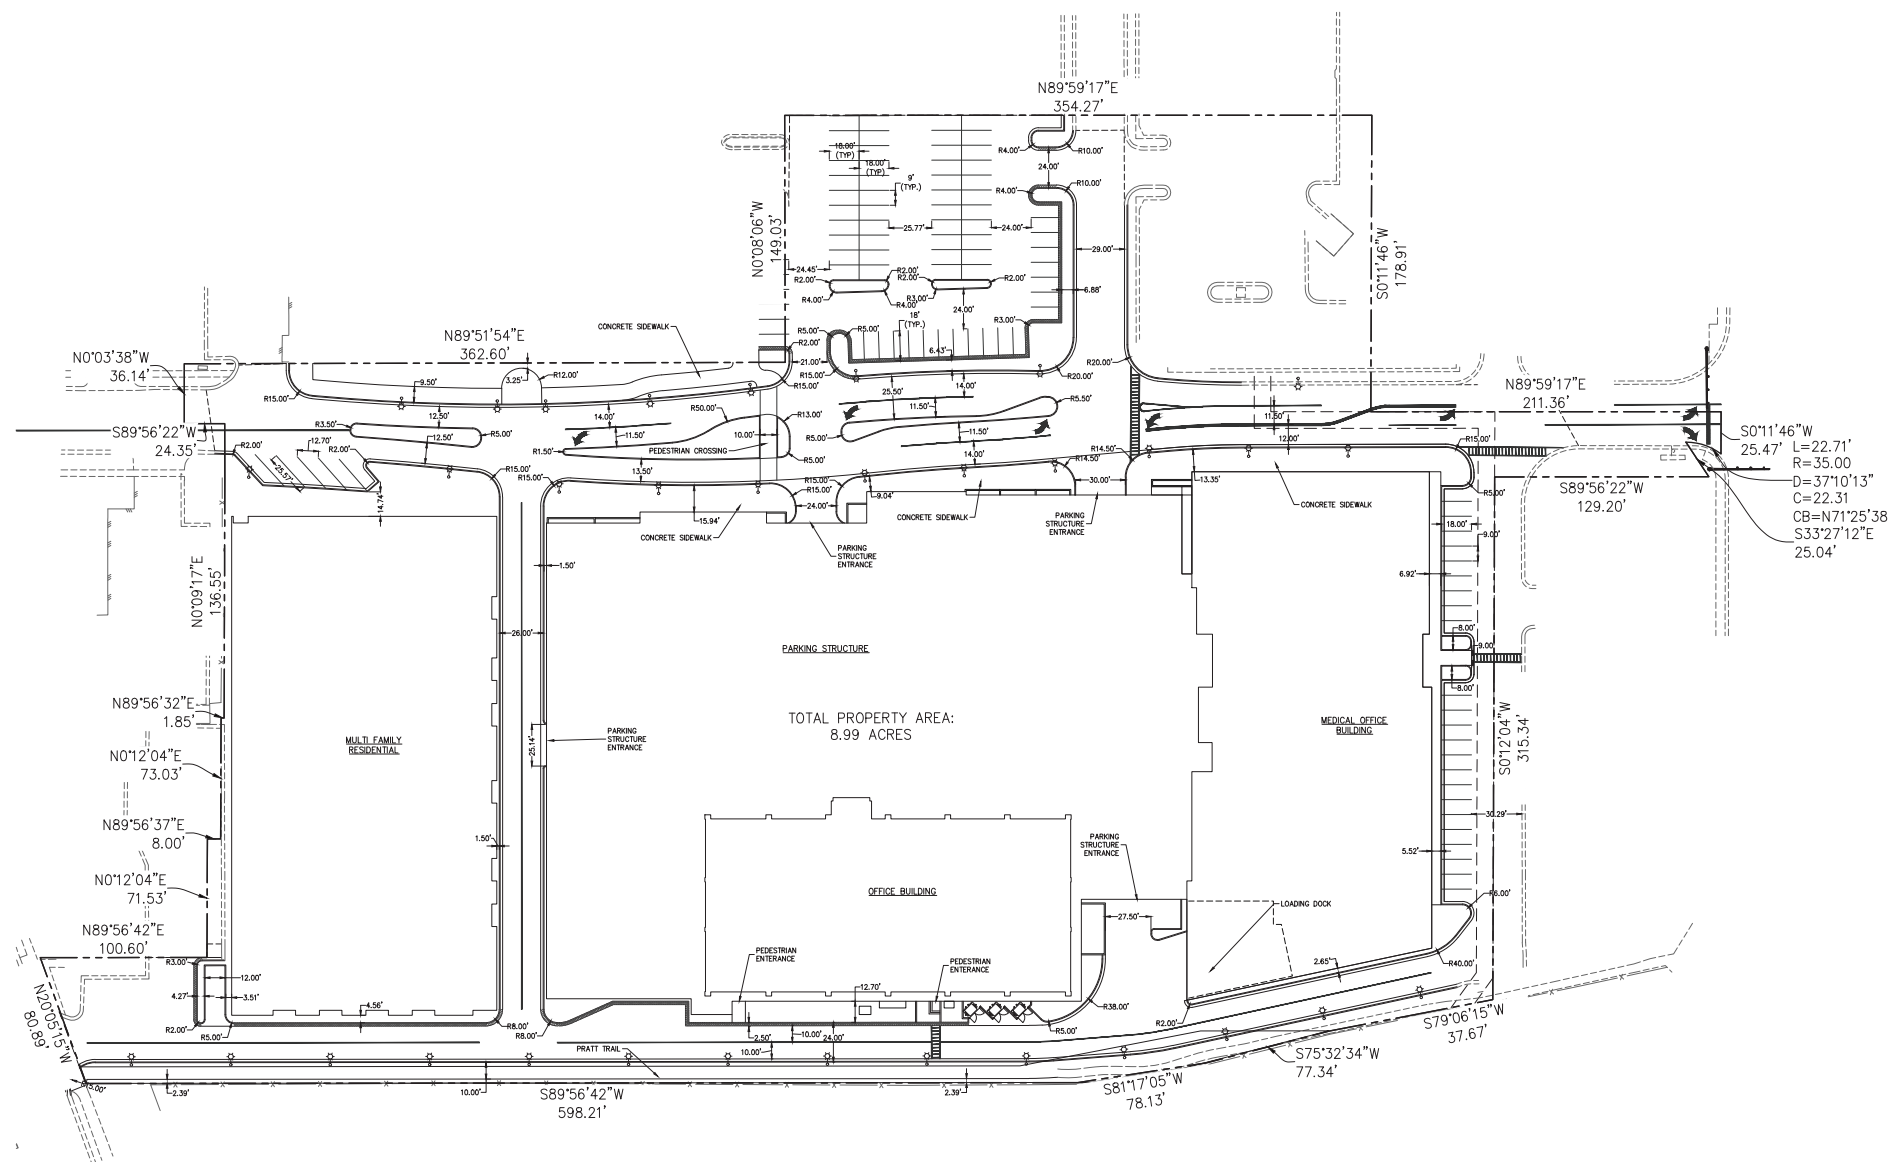 N89°59'17"E
354.27'
R4.00'
R10.00'
18.00'
(TYP)
18.00'
(TYP)
24.00'
9'
(TYP.)
R4.00'
R10.00'
N0°08'06"W
149.03'
25.77'
24.00'
29.00'
S0°11'46"W
178.91'
24.45'
R2.00'
R2.00'
R2.00'
R2.00'
R4.00'
R4.00'
R3.00'
6.88'
24.00'
18'
(TYP.)
R3.00'
N89°51'54"E
362.60'
CONCRETE SIDEWALK
R5.00'
R2.00'
R5.00'
6.43'
21.00'
R20.00'
N0°03'38"W
36.14'
3.25'
R12.00'
R15.00'
R15.00'
R20.00'
N89°59'17"E
211.36'
R15.00'
9.50'
12.50'
14.00'
R50.00'
R13.00'
25.50'
14.00'
11.50'
R5.50'
11.50'
S89°56'22"W
24.35'
R3.50'
12.50'
R5.00'
11.50'
10.00'
R5.00'
11.50'
12.00'
S0°11'46"W
25.47'
R2.00'
12.70'
R2.00'
25.57'
R1.50'
PEDESTRIAN CROSSING
R5.00'
14.00'
R14.50'
R14.50'
R15.00'
L=22.71'
R=35.00
D=37°10'13"
C=22.31
CB=N71°25'38
S33°27'12"E
25.04'
R15.00'
R15.00'
13.50'
R15.00'
R15.00'
9.04'
30.00'
13.35'
R5.00'
S89°56'22"W
129.20'
14.74'
15.94'
24.00'
CONCRETE SIDEWALK
CONCRETE SIDEWALK
PARKING
STRUCTURE
ENTRANCE
CONCRETE SIDEWALK
18.00'
9.00'
PARKING
STRUCTURE
ENTRANCE
N0°09'17"E
136.55'
1.50'
6.92'
26.00'
8.00'
9.00'
8.00'
PARKING STRUCTURE
N89°56'32"E
1.85'
TOTAL PROPERTY AREA:
8.99 ACRES
MULTI FAMILY
RESIDENTIAL
25.14'
PARKING
STRUCTURE
ENTRANCE
MEDICAL OFFICE
BUILDING
S0°12'04"W
315.34'
N0°12'04"E
73.03'
30.29'
N89°56'37"E
8.00'
1.50'
PARKING
STRUCTURE
ENTRANCE
5.52'
N0°12'04"E
71.53'
OFFICE BUILDING
R6.00'
LOADING DOCK
27.50'
N89°56'42"E
100.60'
R3.00'
12.00'
4.27'
3.51'
4.56'
PEDESTRIAN
ENTERANCE
PEDESTRIAN
ENTERANCE
2.65'
R40.00'
12.70'
R38.00'
R2.00'
R5.00'
R8.00'
R8.00'
R5.00'
R2.00'
N20°05'15"W
80.89'
2.50'
10.00'
24.00'
10.00'
PRATT TRAIL
S79°06'15"W
37.67'
S75°32'34"W
77.34'
2.39'
10.00'
S89°56'42"W
598.21'
2.39'
S81°17'05"W
78.13'